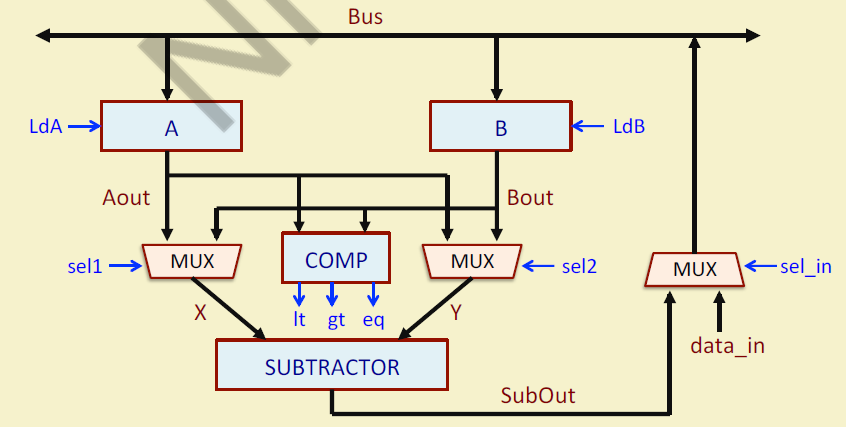 Bus
LdA
A
B
LdB
Aout
Bout
sel1
MUX
COMP
MUX
sel2
MUX
sel_in
X
lt
gt
eq
Y
data_in
SUBTRACTOR
SubOut